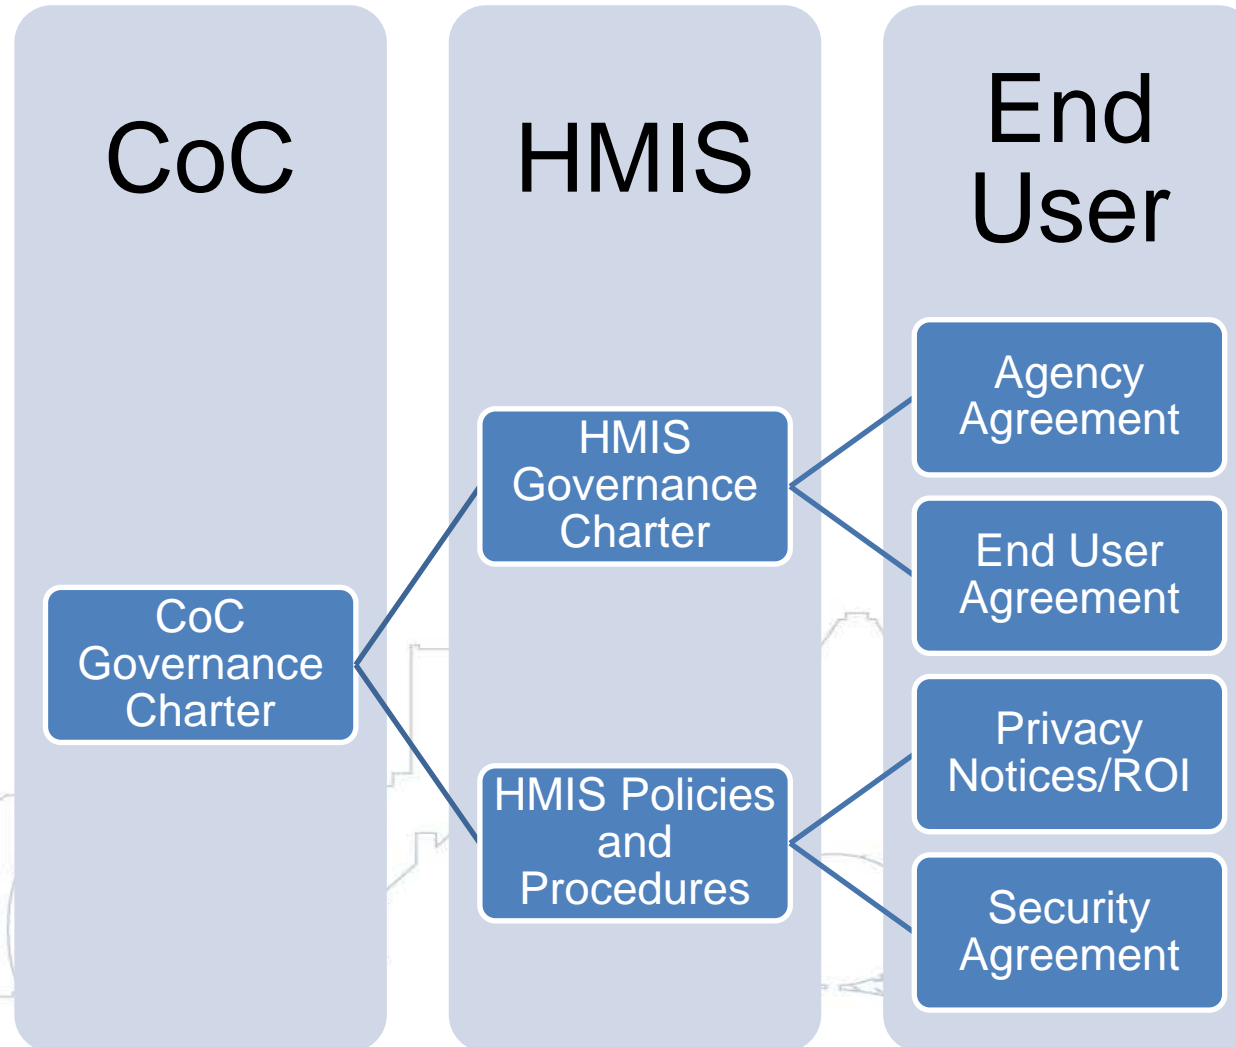 CoC
HMIS
End
User
CoC
Governance
Charter
HMIS
Governance
Charter
HMIS Policies
and
Procedures
Agency
Agreement
End User
Agreement
Privacy
Notices/ROI
Security
Agreement